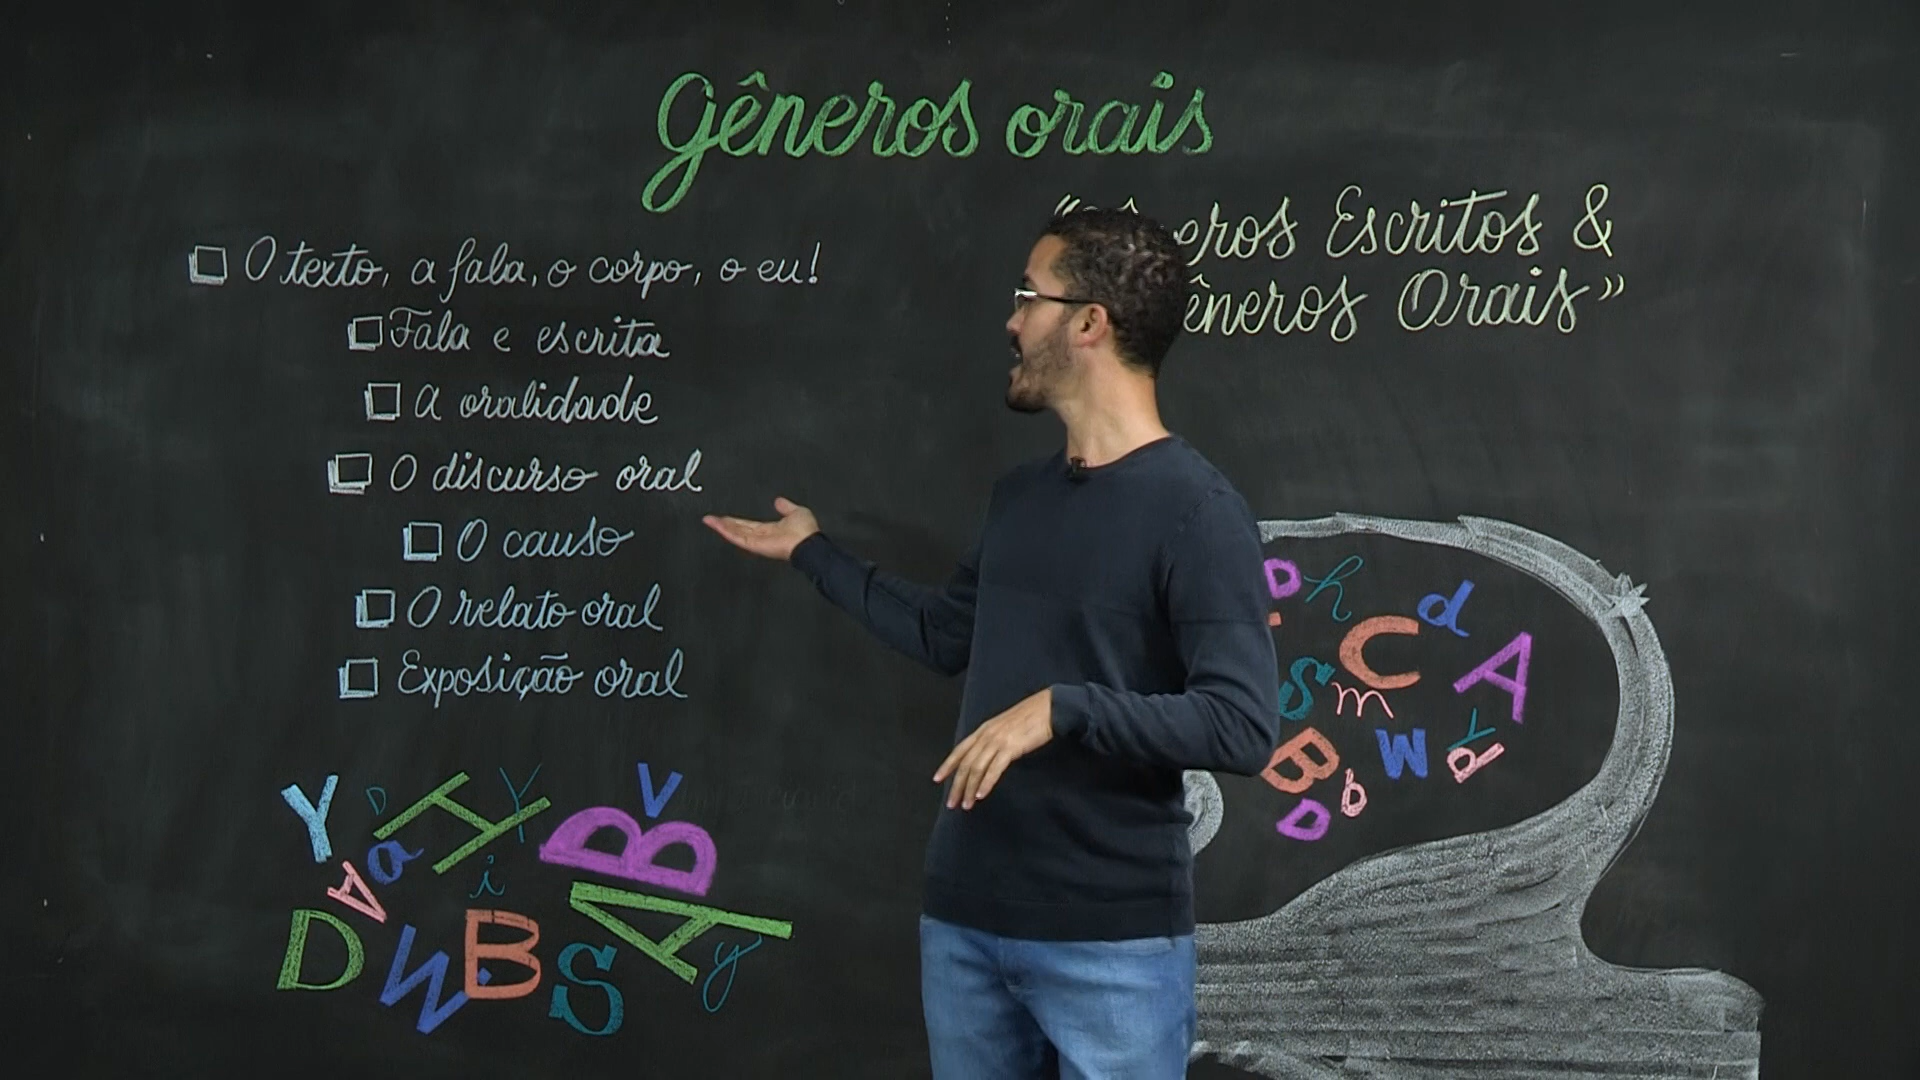 Gêneros orais
O texto, a fala, o corpo, o eu!
Fala e escrita
A oralidade
O discurso oral
O causo
O relato oral
Exposição oral
Escritos &
Orais”
Y D H Y V
A a i B
A y
D W B S
D h d
C A
S m
B b W Y d
D